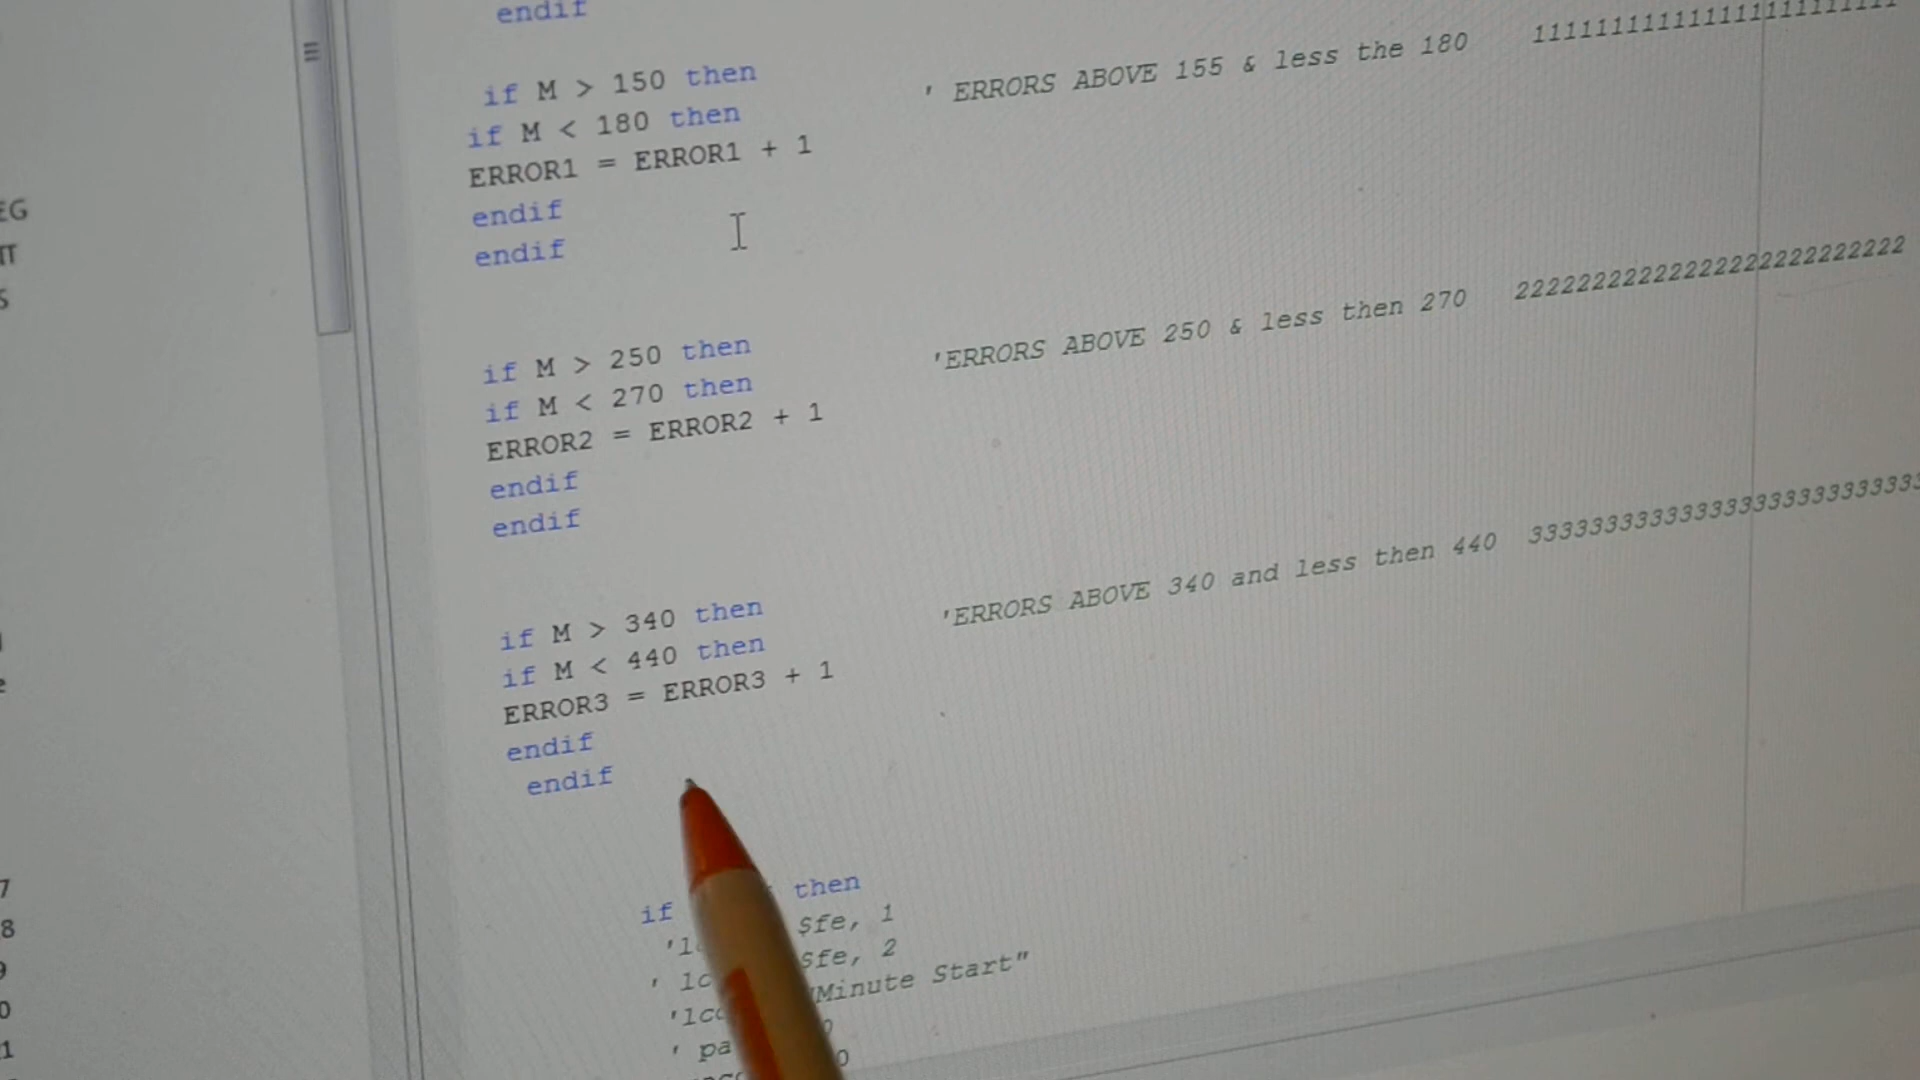 endif
if M > 150 then ' ERRORS ABOVE 155 & less the 180
if M < 180 then
ERROR1 = ERROR1 + 1
endif
endif
if M > 250 then 'ERRORS ABOVE 250 & less then 270
if M < 270 then
ERROR2 = ERROR2 + 1
endif
endif
if M > 340 then 'ERRORS ABOVE 340 and less then 440
if M < 440 then
ERROR3 = ERROR3 + 1
endif
endif
if then
$fe, 1
$fe, 2
Minute Start"
EG
7
8